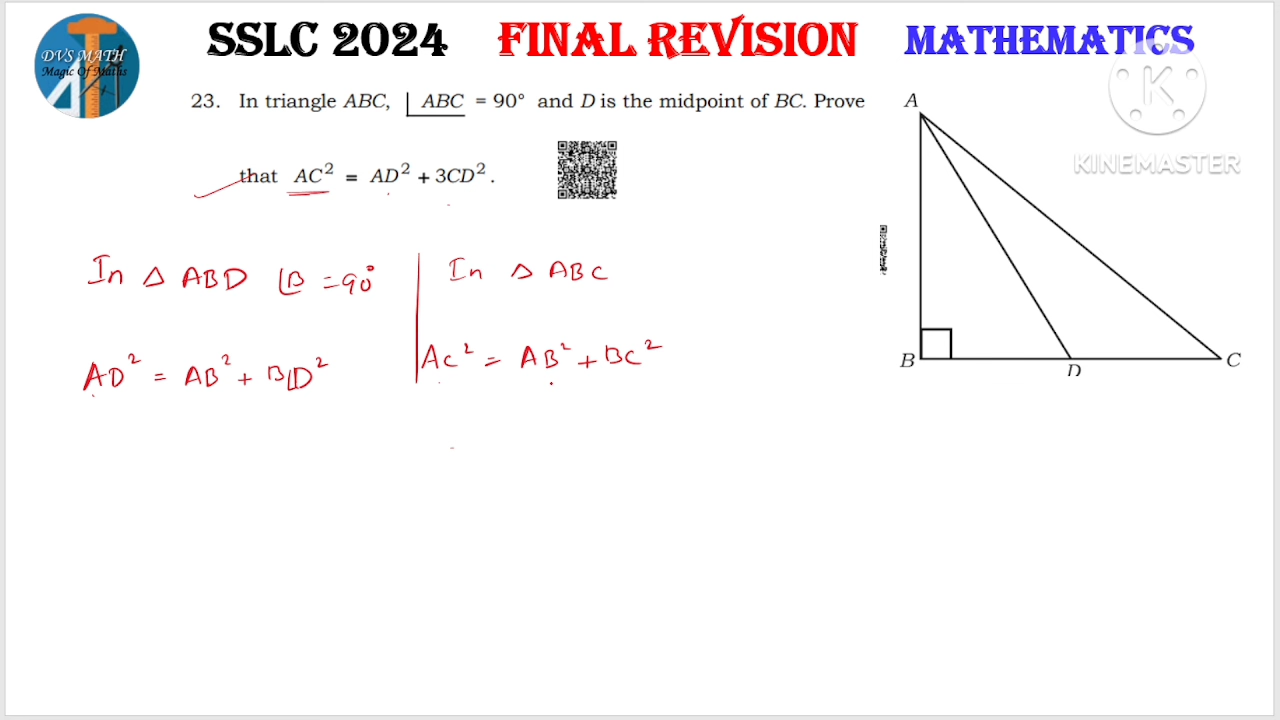 DVS MATH
Magic Of Maths
SSLC 2024 FINAL REVISION MATHEMATICS
23. In triangle ABC, ∠ABC = 90° and D is the midpoint of BC. Prove
that AC² = AD² + 3CD².
KINEMASTER
A
B
D
C
In △ ABD ∠B = 90°
AD² = AB² + BD²
In △ ABC
AC² = AB² + BC²